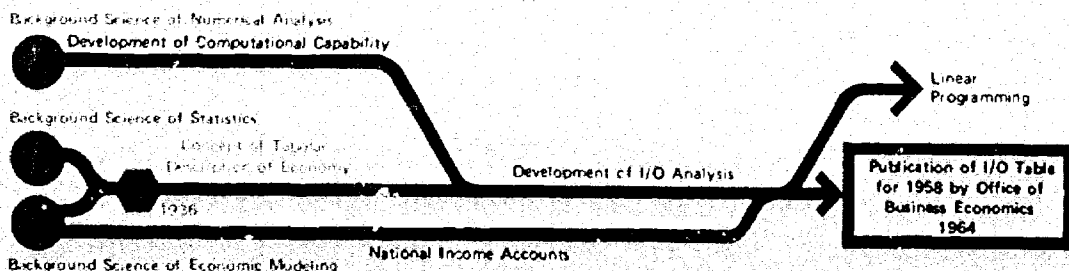 Background Science of Numerical Analysis
Development of Computational Capability
Linear
Programming
Background Science of Statistics
Concept of Tabular
Description of Economy
Development of I/O Analysis
Publication of I/O Table
for 1958 by Office of
Business Economics
1964
1936
National Income Accounts
Background Science of Economic Modeling